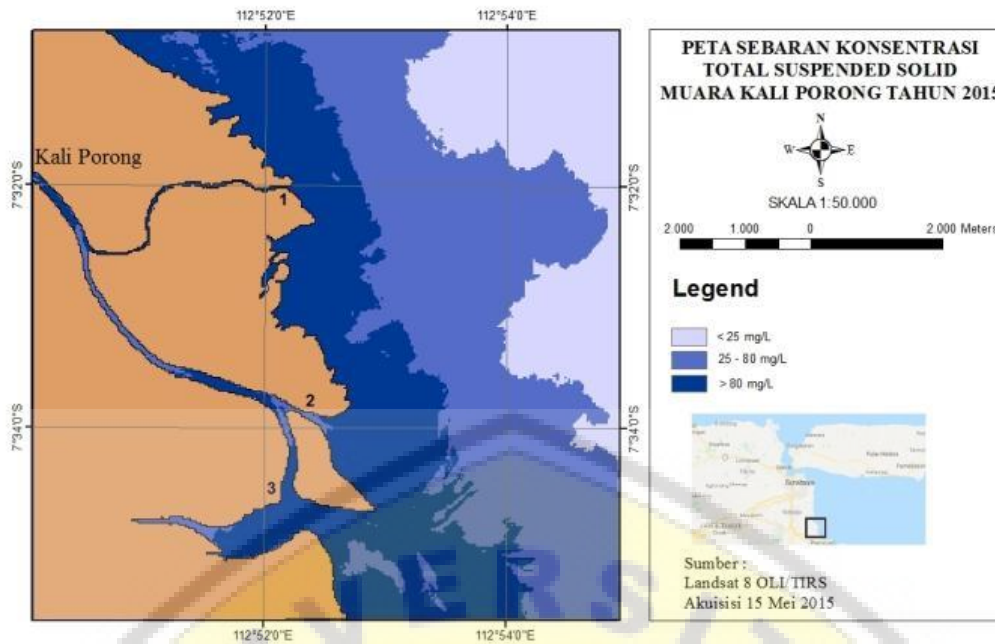 112°52'0"E
112°54'0"E
Kali Porong
7°32'0"S
7°32'0"S
1
2
7°34'0"S
7°34'0"S
3
112°52'0"E
112°54'0"E
PETA SEBARAN KONSENTRASI
TOTAL SUSPENDED SOLID
MUARA KALI PORONG TAHUN 2015
N
W E
S
SKALA 1:50.000
2.000 1.000 0 2.000 Meters
Legend
< 25 mg/L
25 - 80 mg/L
> 80 mg/L
Surabaya
Sumber :
Landsat 8 OLI/TIRS
Akuisisi 15 Mei 2015
VERSI